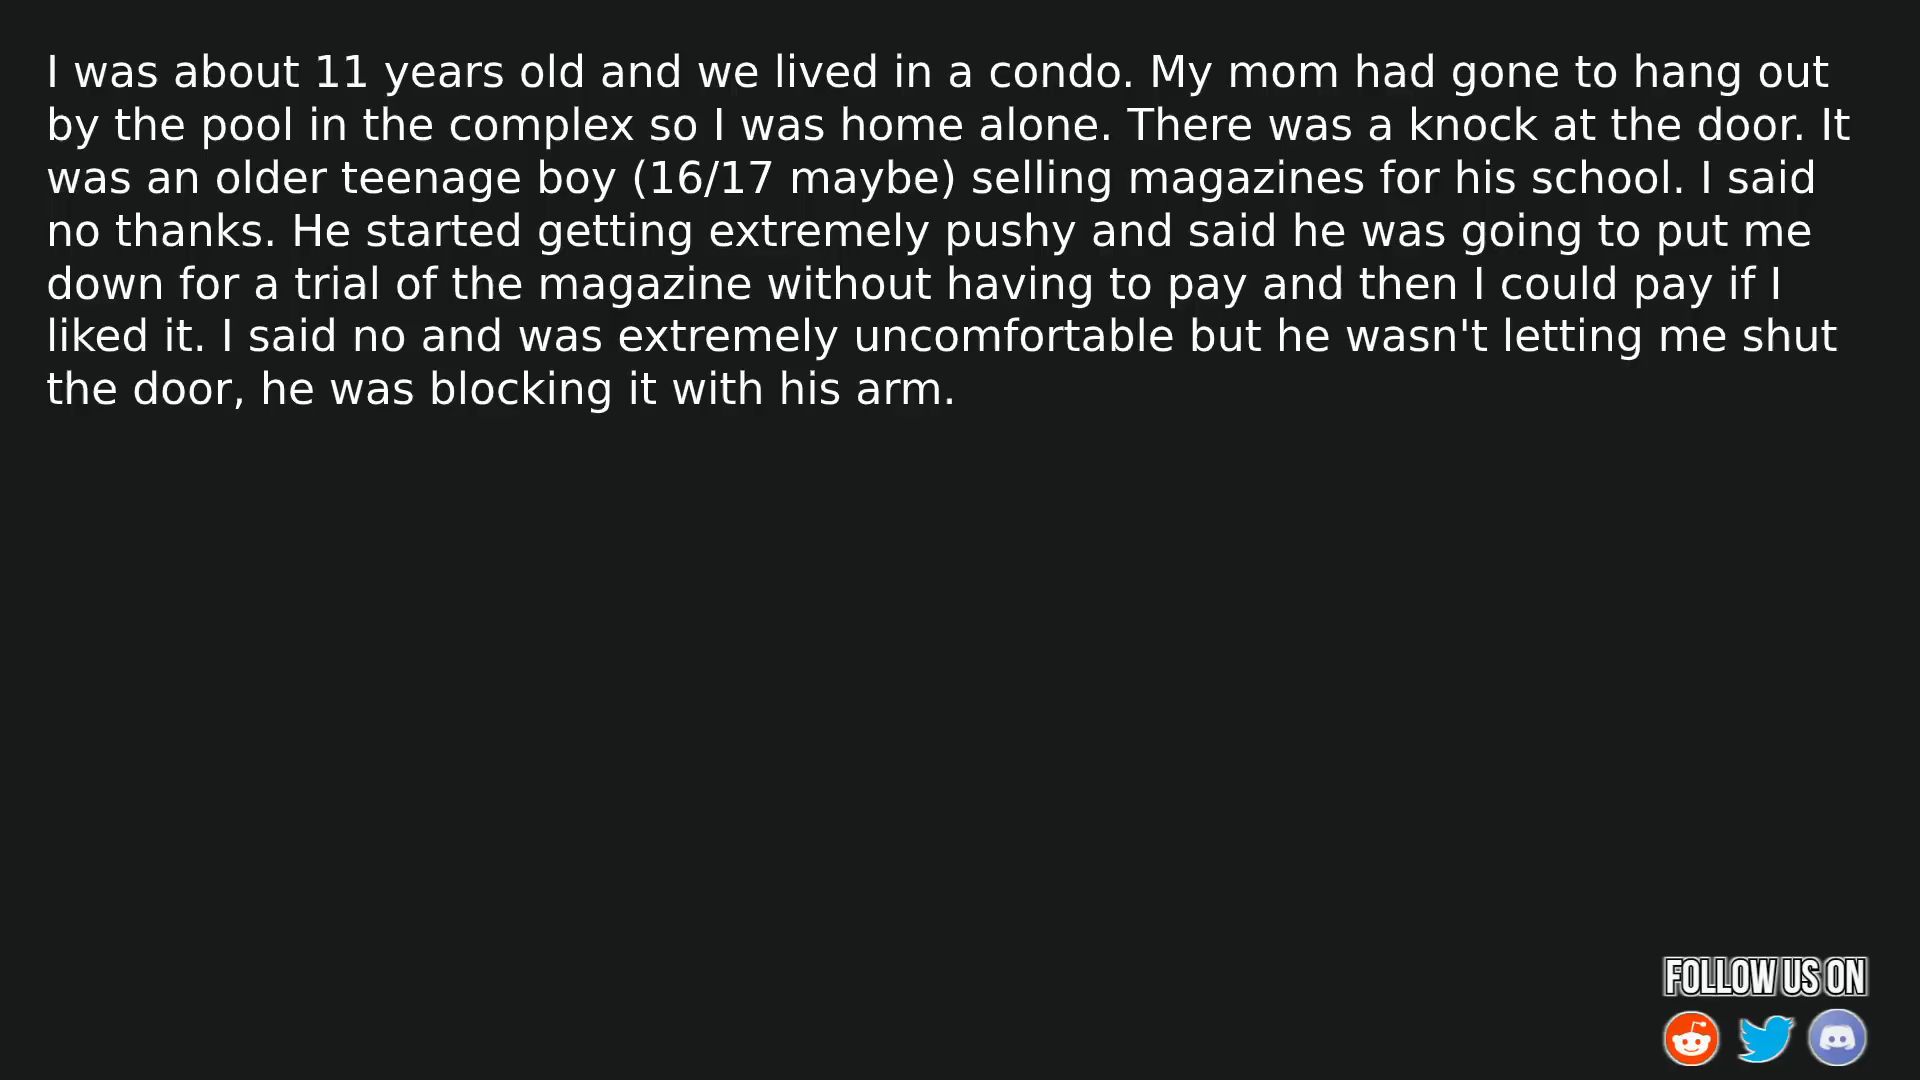 I was about 11 years old and we lived in a condo. My mom had gone to hang out
by the pool in the complex so I was home alone. There was a knock at the door. It
was an older teenage boy (16/17 maybe) selling magazines for his school. I said
no thanks. He started getting extremely pushy and said he was going to put me
down for a trial of the magazine without having to pay and then I could pay if I
liked it. I said no and was extremely uncomfortable but he wasn't letting me shut
the door, he was blocking it with his arm.
FOLLOW US ON